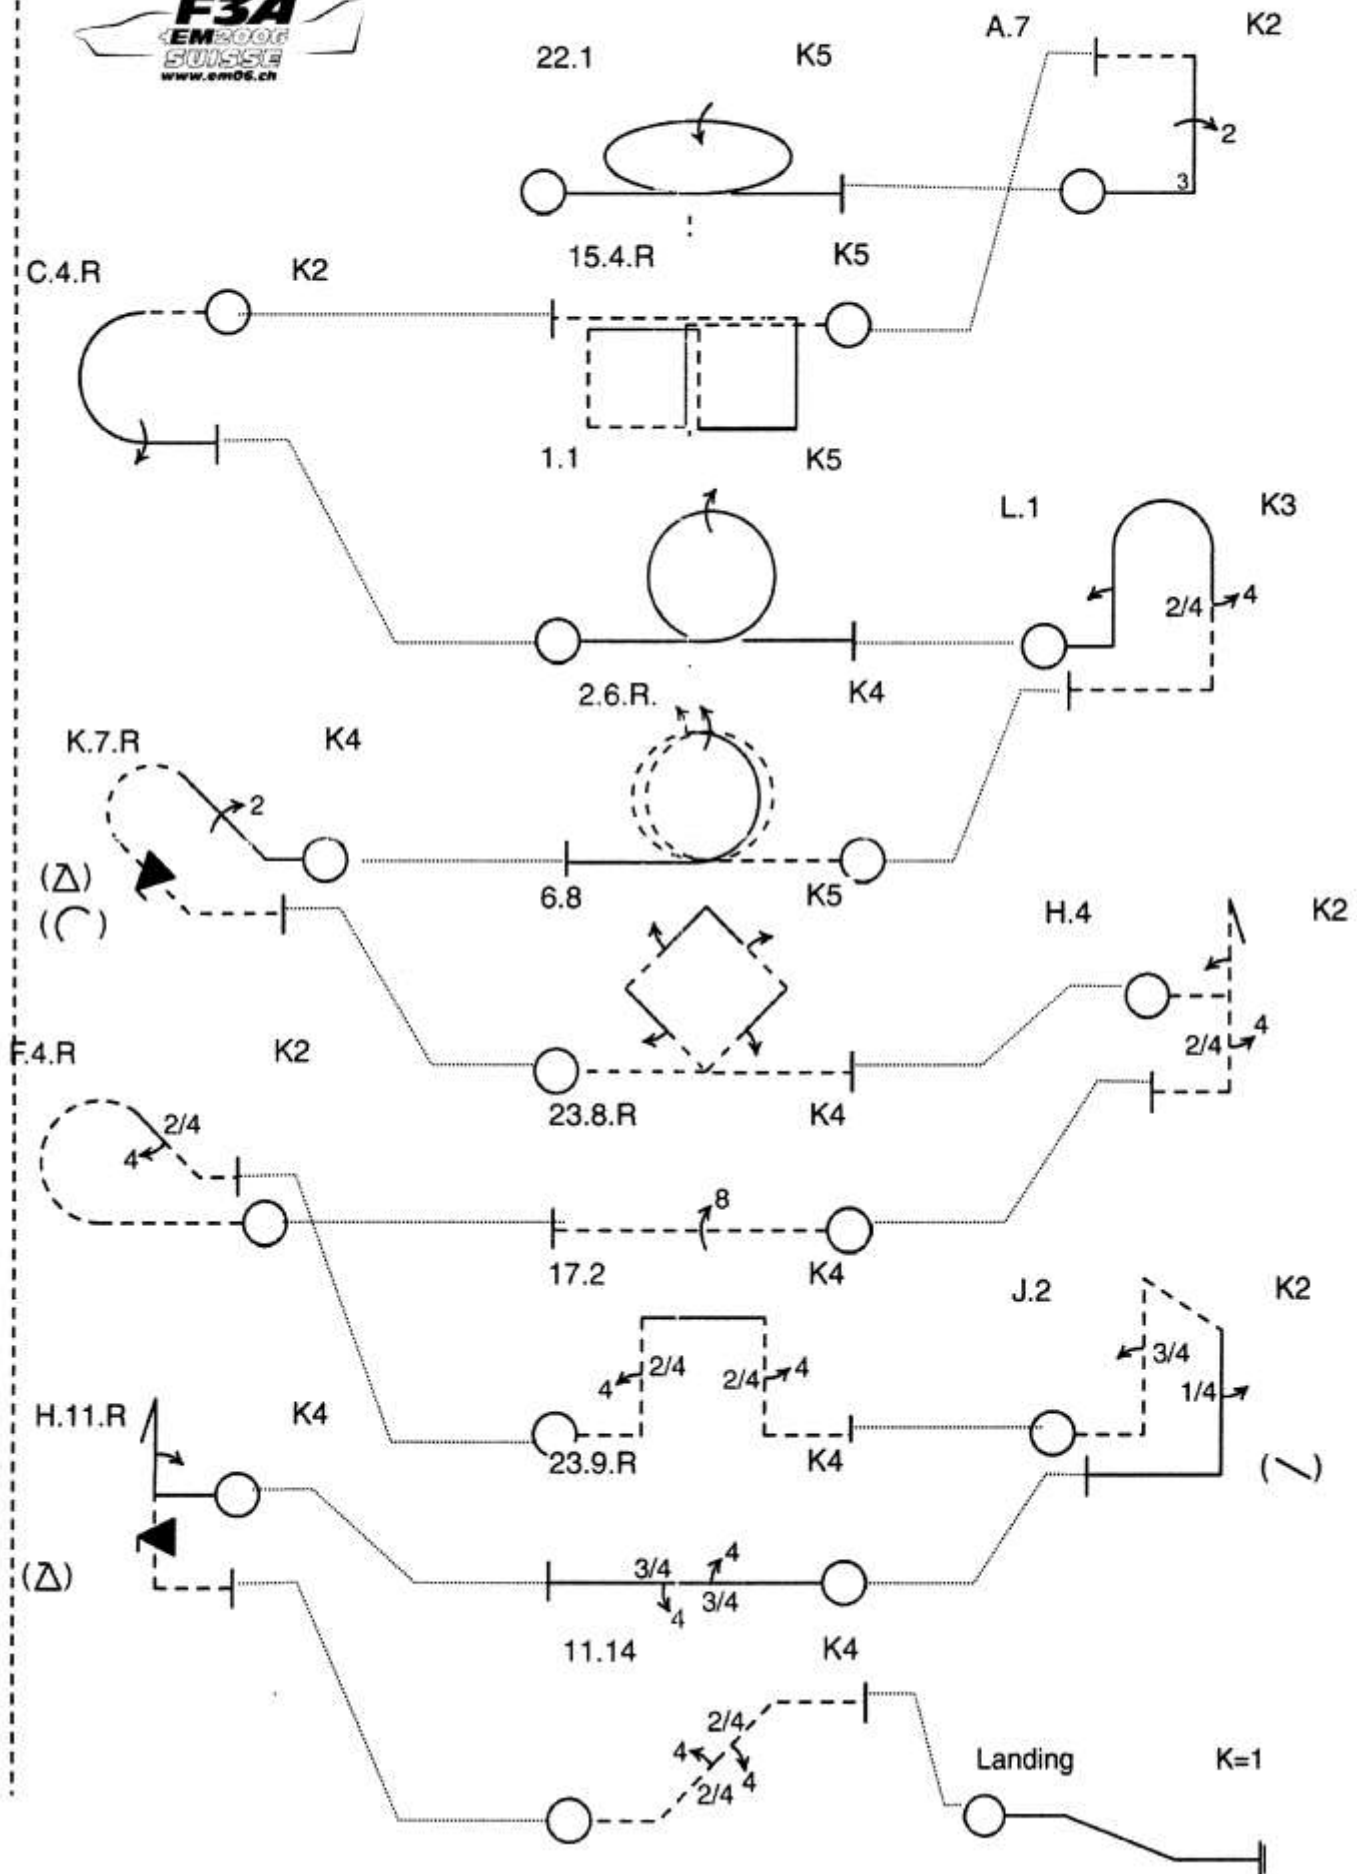 F3A
EM2006
SUISSE
www.em06.ch
22.1 K5
A.7 K2
2
3
C.4.R K2
15.4.R K5
1.1 K5
L.1 K3
2/4 4
2.6.R. K4
K.7.R K4
2
6.8 K5
H.4 K2
2/4 4
F.4.R K2
2/4
4
23.8.R K4
8
17.2 K4
J.2 K2
4 2/4 2/4 4
3/4
1/4
H.11.R K4
23.9.R K4
3/4 4
4 3/4
11.14 K4
2/4
4
2/4 4
Landing K=1